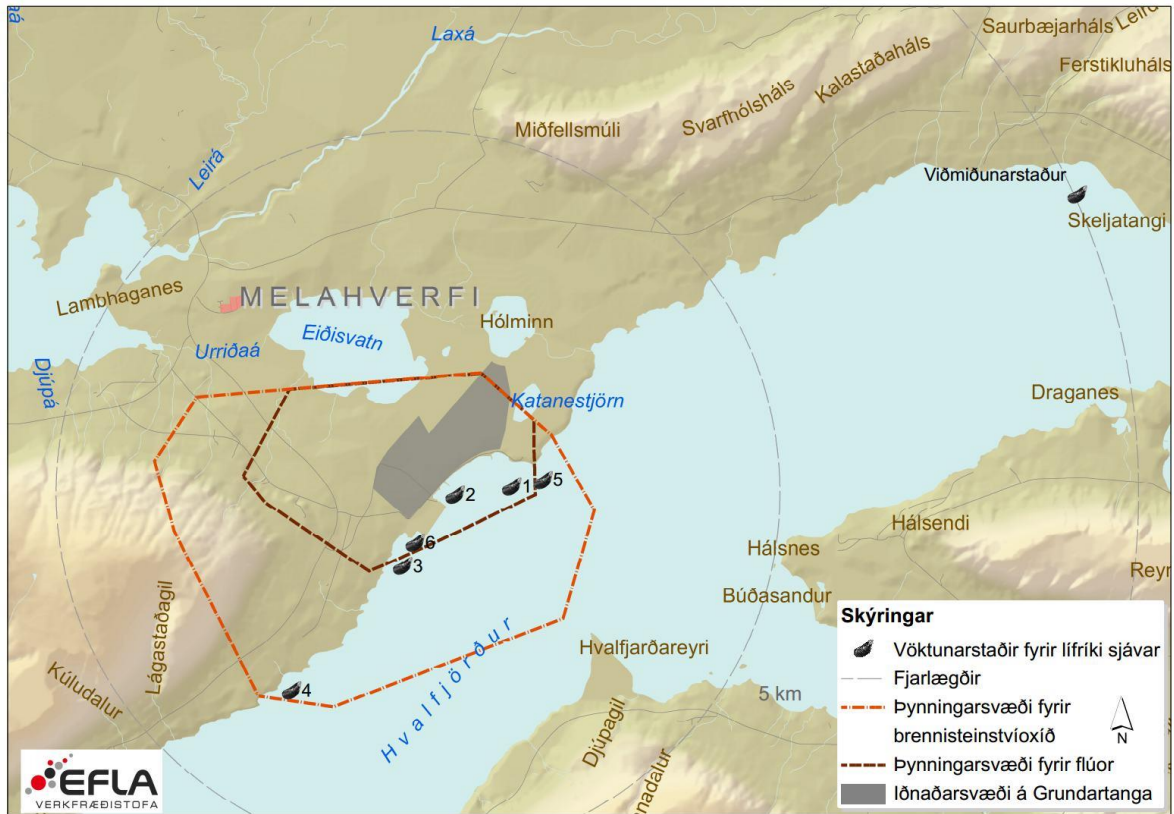 Laxá
Saurbæjarháls
Kalastaðaháls
Ferstikluháls
Svarfhólsháls
Miðfellsmúli
Leirá
Viðmiðunarstaður
Skeljatangi
Lambhaganes
MELAHVERFI
Hólminn
Eiðisvatn
Urriðaá
Djúpá
Katanestjörn
Draganes
1
5
2
6
3
4
Hálsendi
Hálsnes
Búðasandur
Hvalfjarðareyri
Lágastaðagil
Kúludalur
Hvalfjörður
Djúpagil
5 km
Skýringar
Vöktunarstaðir fyrir lífríki sjávar
Fjarlægðir
Þynningarsvæði fyrir
brennisteinstvíoxíð
N
Þynningarsvæði fyrir flúor
Iðnaðarsvæði á Grundartanga
EFLA
VERKFRÆÐISTOFA